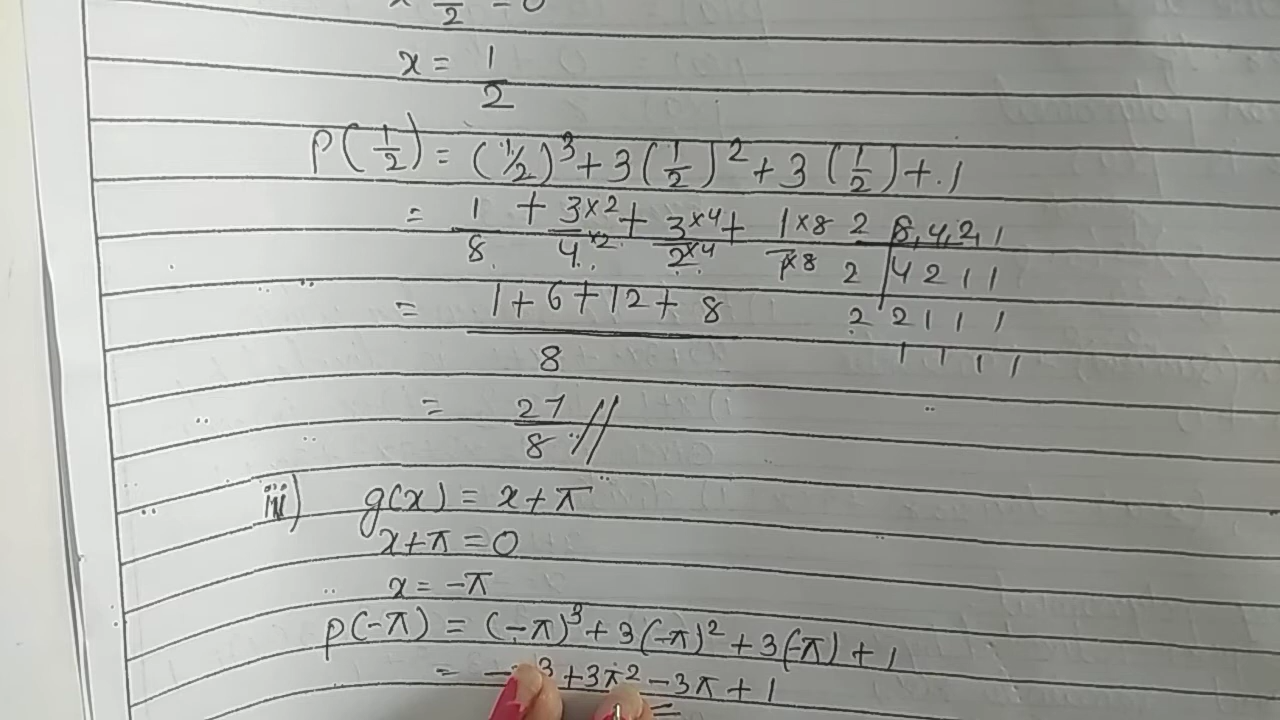 x = 1/2
P(1/2) = (1/2)³ + 3(1/2)² + 3(1/2) + 1
= 1/8 + 3×2/4×2 + 3×4/2×4 + 1×8/1×8 2 | 8, 4, 2, 1
2 | 4 2 1 1
= 1 + 6 + 12 + 8 / 8 2 2 1 1 1
1 1 1 1
= 27/8 //
iii) g(x) = x + π
x + π = 0
x = -π
p(-π) = (-π)³ + 3(-π)² + 3(-π) + 1
= - ³ + 3π² - 3π + 1